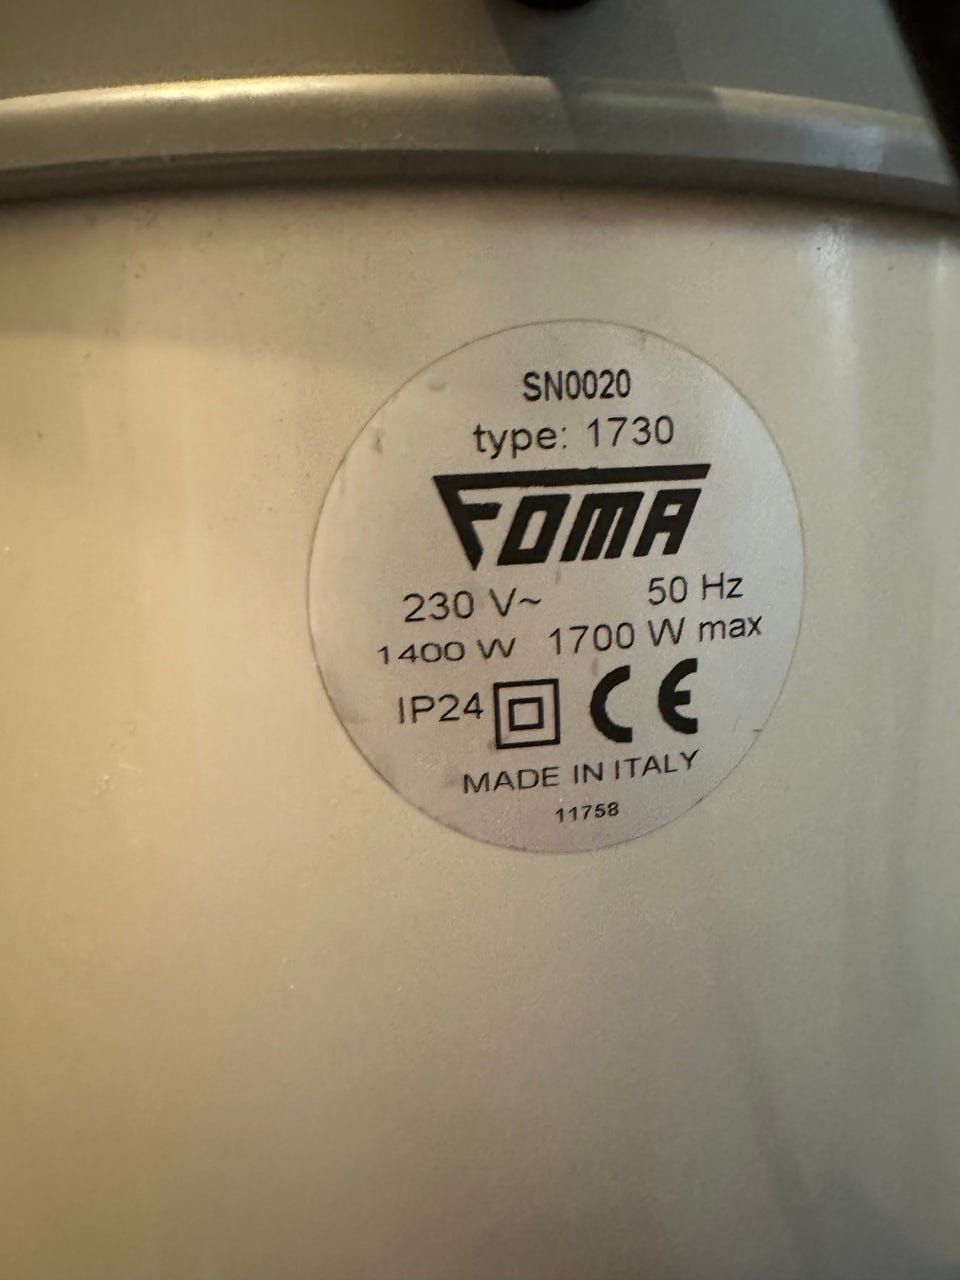 SN0020
type: 1730
FOMA
230 V~ 50 Hz
1400 W 1700 W max
IP24 CE
MADE IN ITALY
11758